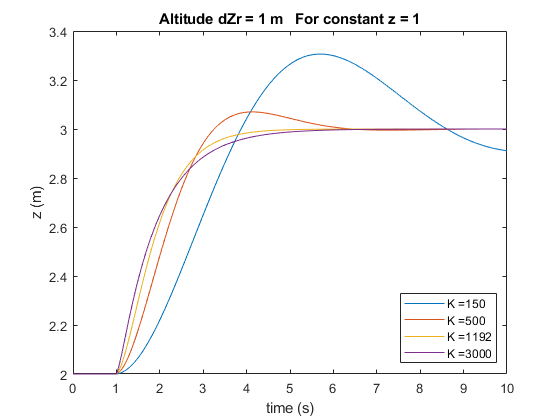 Altitude dZr = 1 m   For constant z = 1
3.4
3.2
3
2.8
2.6
2.4
2.2
2
z (m)
K =150
K =500
K =1192
K =3000
0 1 2 3 4 5 6 7 8 9 10
time (s)